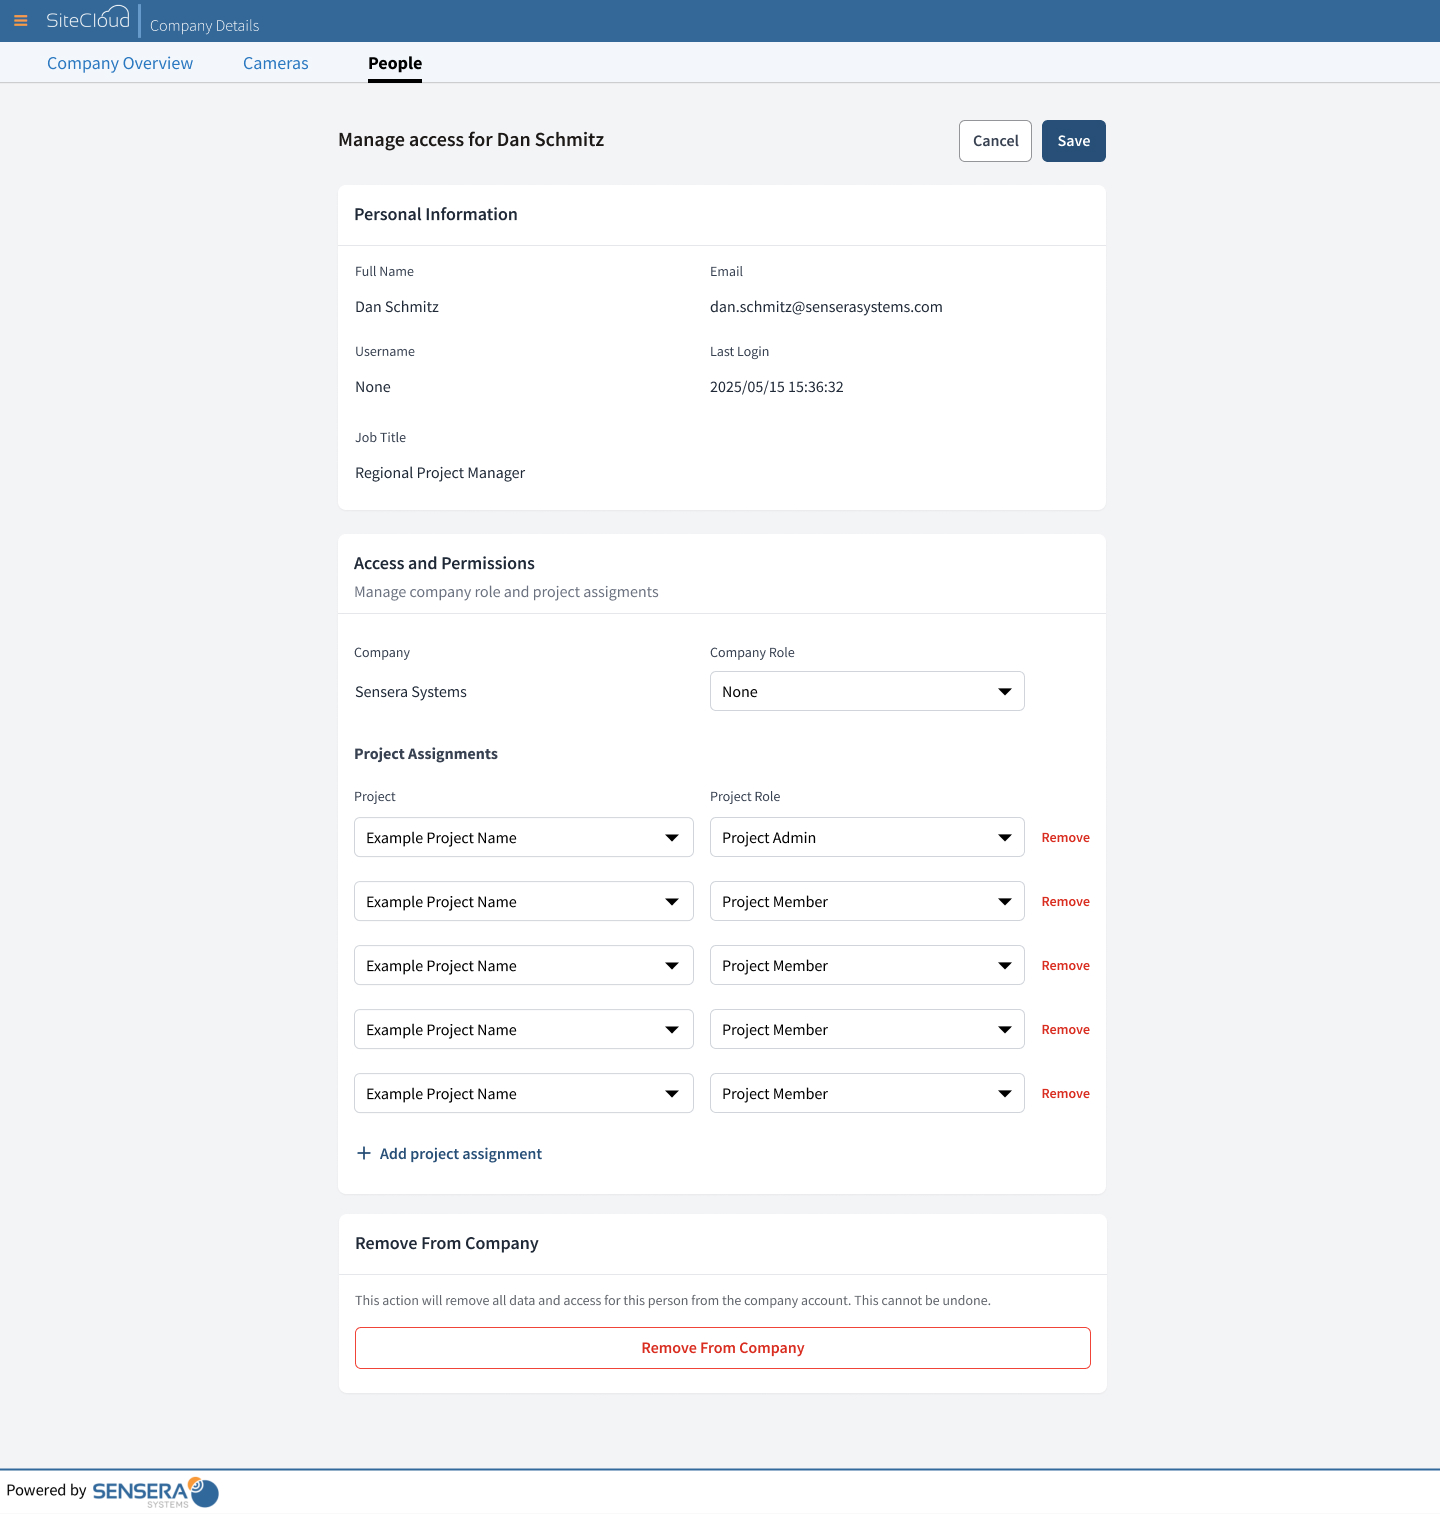 SiteCloud
Company Details
Company Overview
Cameras
People
Manage access for Dan Schmitz
Cancel
Save
Personal Information
Full Name
Email
Dan Schmitz
dan.schmitz@senserasystems.com
Username
Last Login
None
2025/05/15 15:36:32
Job Title
Regional Project Manager
Access and Permissions
Manage company role and project assigments
Company
Company Role
Sensera Systems
None
Project Assignments
Project
Project Role
Example Project Name
Project Admin
Remove
Example Project Name
Project Member
Remove
Example Project Name
Project Member
Remove
Example Project Name
Project Member
Remove
Example Project Name
Project Member
Remove
Add project assignment
Remove From Company
This action will remove all data and access for this person from the company account. This cannot be undone.
Remove From Company
Powered by
SENSERA
SYSTEMS